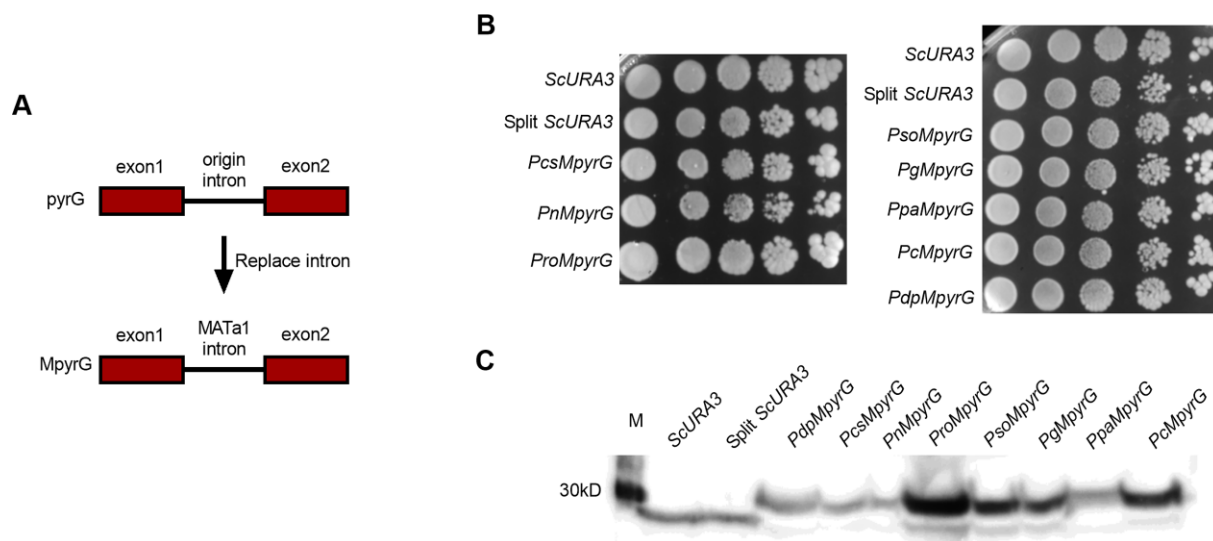 A
exon1
origin
intron
exon2
pyrG
Replace intron
exon1
MATa1
intron
exon2
MpyrG
B
ScURA3
Split ScURA3
PcsMpyrG
PnMpyrG
ProMpyrG
ScURA3
Split ScURA3
PsoMpyrG
PgMpyrG
PpaMpyrG
PcMpyrG
PdpMpyrG
C
M
ScURA3
Split ScURA3
PdpMpyrG
PcsMpyrG
PnMpyrG
ProMpyrG
PsoMpyrG
PgMpyrG
PpaMpyrG
PcMpyrG
30kD